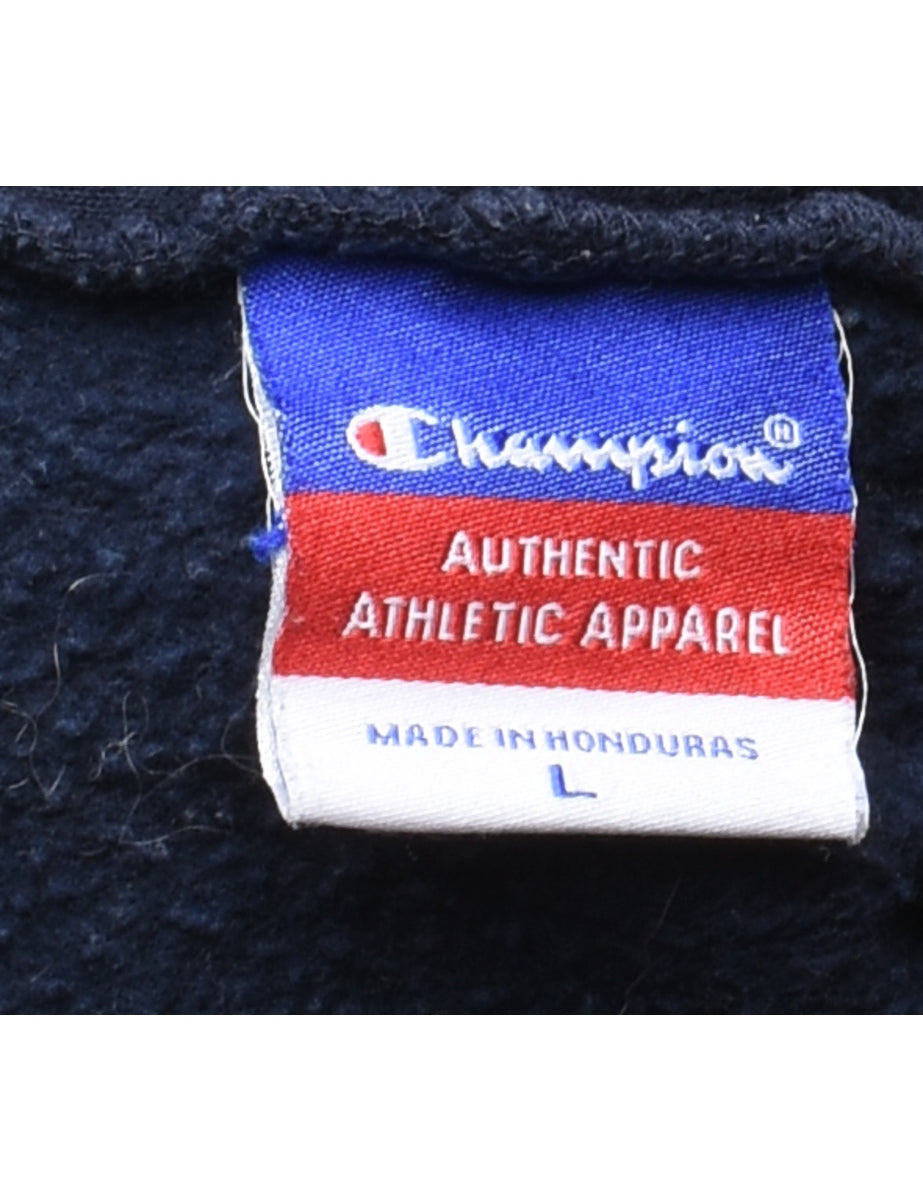 Champion®
AUTHENTIC
ATHLETIC APPAREL
MADE IN HONDURAS
L